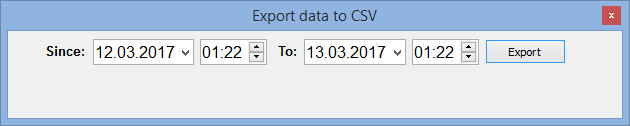 Export data to CSV
Since: 12.03.2017 01:22 To: 13.03.2017 01:22 Export